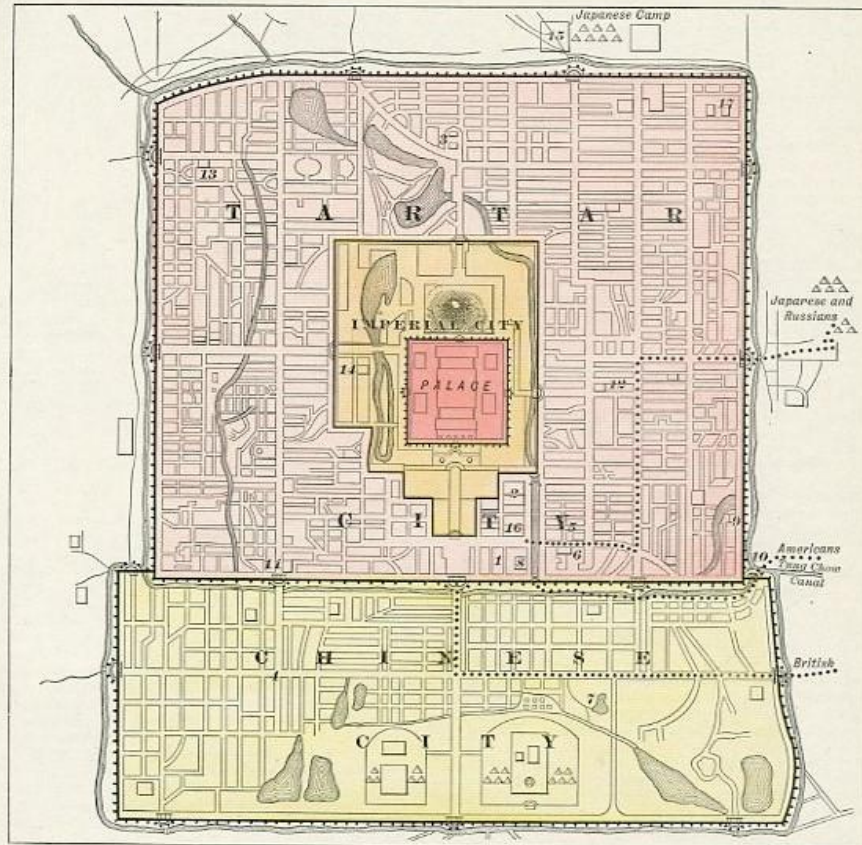 Japanese Camp
15
17
3
13
T A R T A R
Japanese and
Russians
IMPERIAL CITY
14
PALACE
12
2
C I T Y
16
5
9
6
1
8
10
Americans
Tung Chow
Canal
11
C H I N E S E
British
4
7
C I T Y